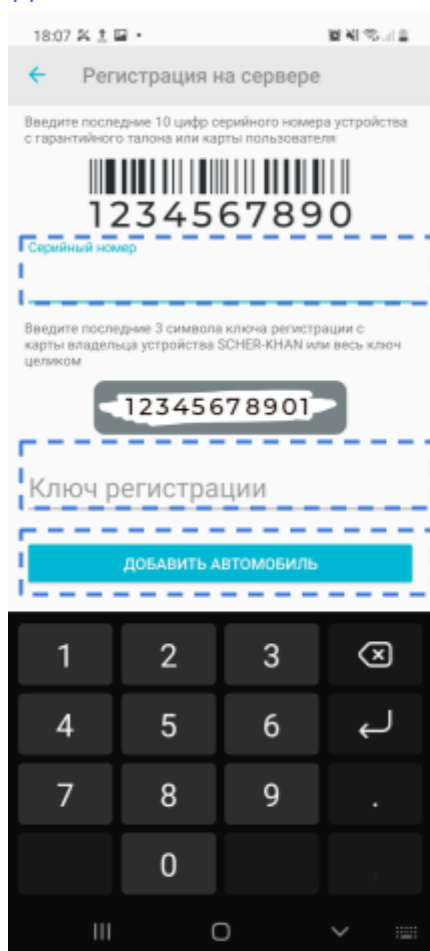 18:07
Регистрация на сервере
Введите последние 10 цифр серийного номера устройства
с гарантийного талона или карты пользователя
1234567890
Серийный номер
Введите последние 3 символа ключа регистрации с
карты владельца устройства SCHER-KHAN или весь ключ
целиком
12345678901
Ключ регистрации
ДОБАВИТЬ АВТОМОБИЛЬ
1 2 3
4 5 6
7 8 9 .
0 ,